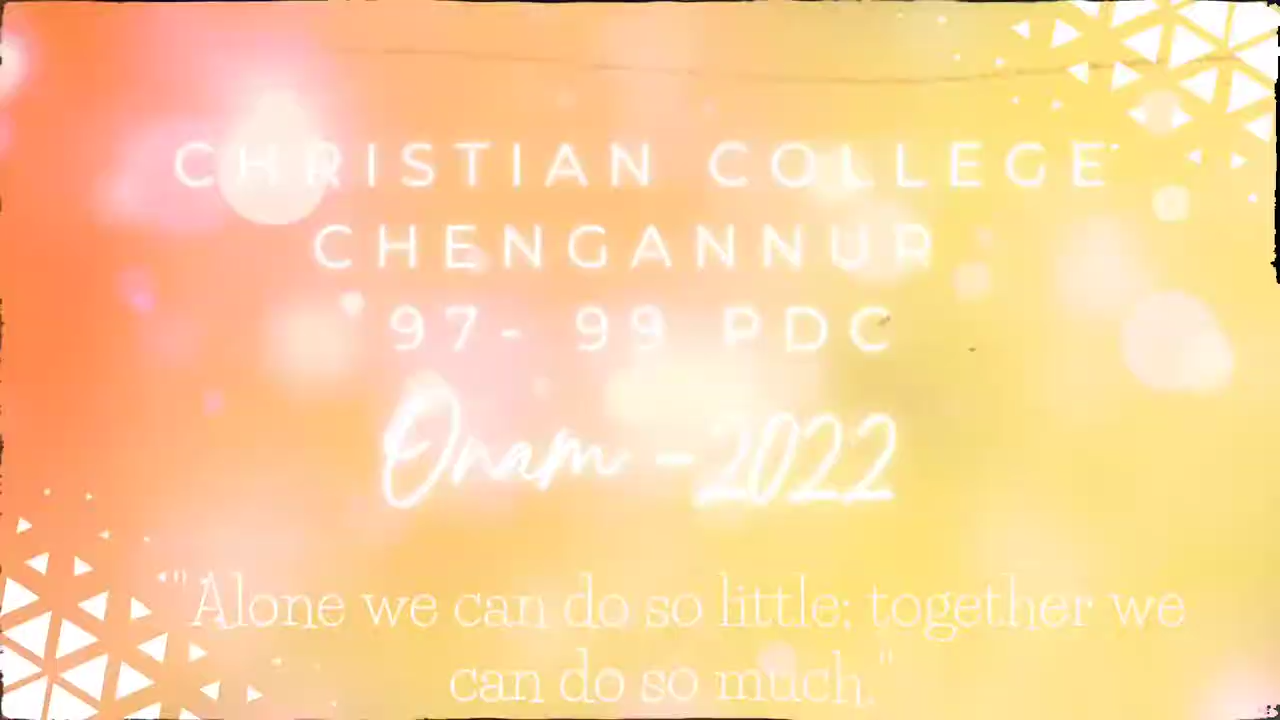 CHRISTIAN COLLEGE
CHENGANNUR
'97- 99 PDC
Onam - 2022
"Alone we can do so little; together we
can do so much."